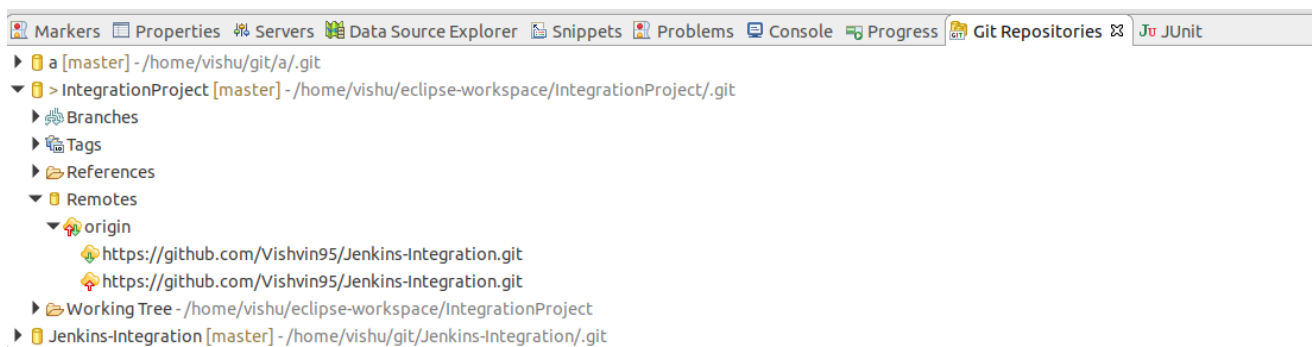 Markers Properties Servers Data Source Explorer Snippets Problems Console Progress GIT Git Repositories JU JUnit
a [master] - /home/vishu/git/a/.git
> IntegrationProject [master] - /home/vishu/eclipse-workspace/IntegrationProject/.git
Branches
Tags
References
Remotes
origin
https://github.com/Vishvin95/Jenkins-Integration.git
https://github.com/Vishvin95/Jenkins-Integration.git
Working Tree - /home/vishu/eclipse-workspace/IntegrationProject
Jenkins-Integration [master] - /home/vishu/git/Jenkins-Integration/.git